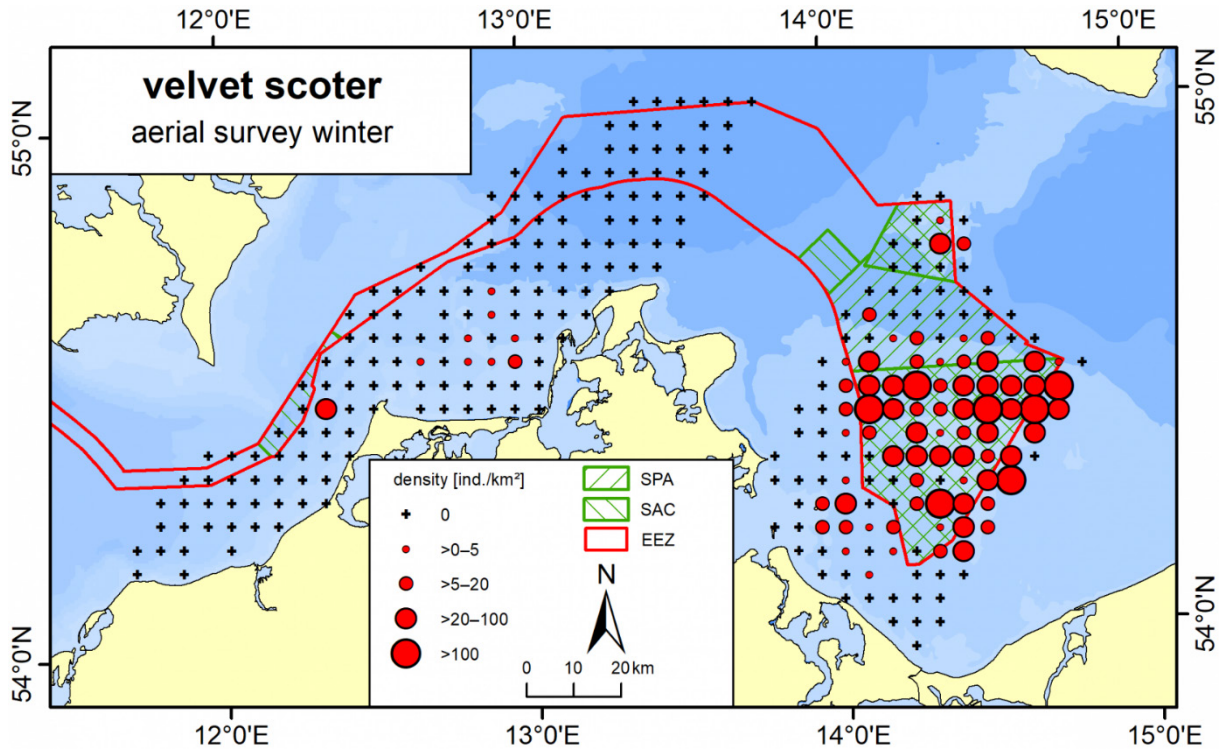 12°0'E 13°0'E 14°0'E 15°0'E
velvet scoter
aerial survey winter
55°0'N
55°0'N
density [ind./km²]
0
>0–5
>5–20
>20–100
>100
SPA
SAC
EEZ
N
0 10 20 km
54°0'N
54°0'N
12°0'E 13°0'E 14°0'E 15°0'E